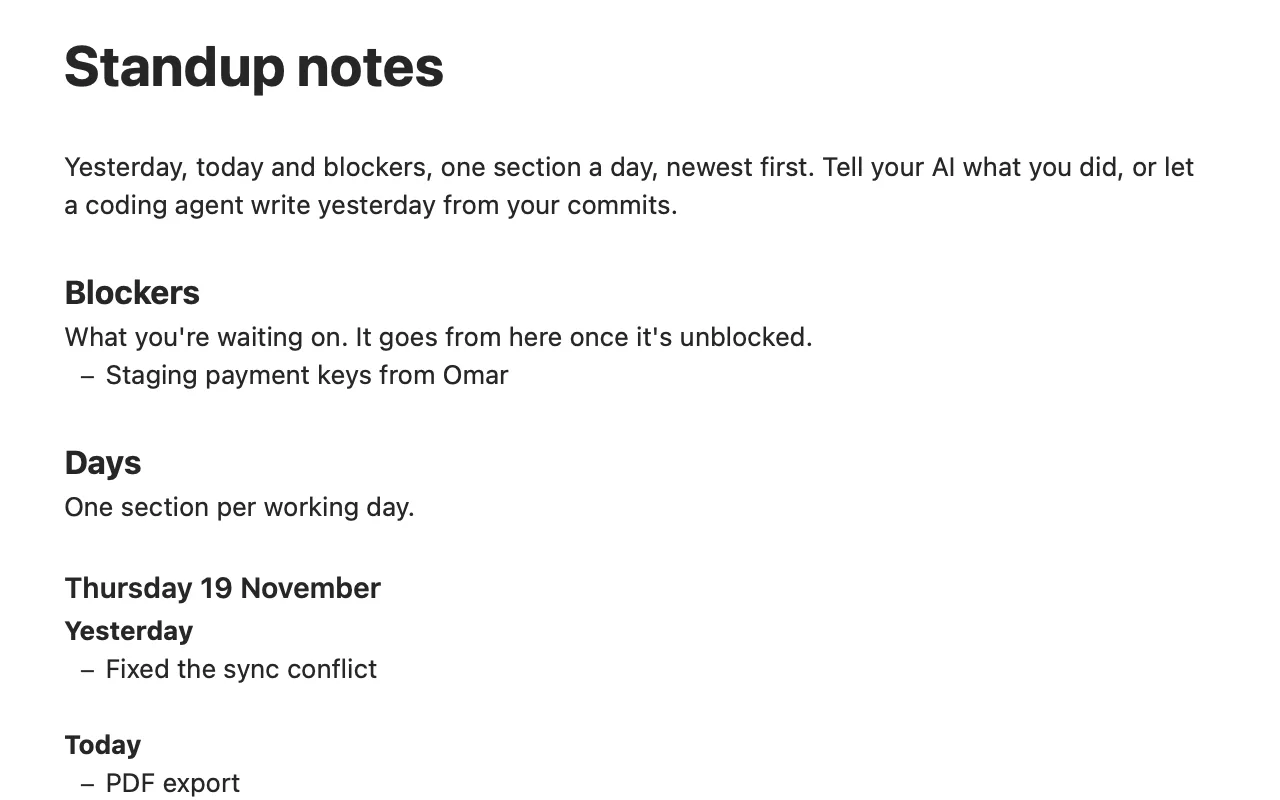 Standup notes
Yesterday, today and blockers, one section a day, newest first. Tell your AI what you did, or let
a coding agent write yesterday from your commits.
Blockers
What you're waiting on. It goes from here once it's unblocked.
– Staging payment keys from Omar
Days
One section per working day.
Thursday 19 November
Yesterday
– Fixed the sync conflict
Today
– PDF export